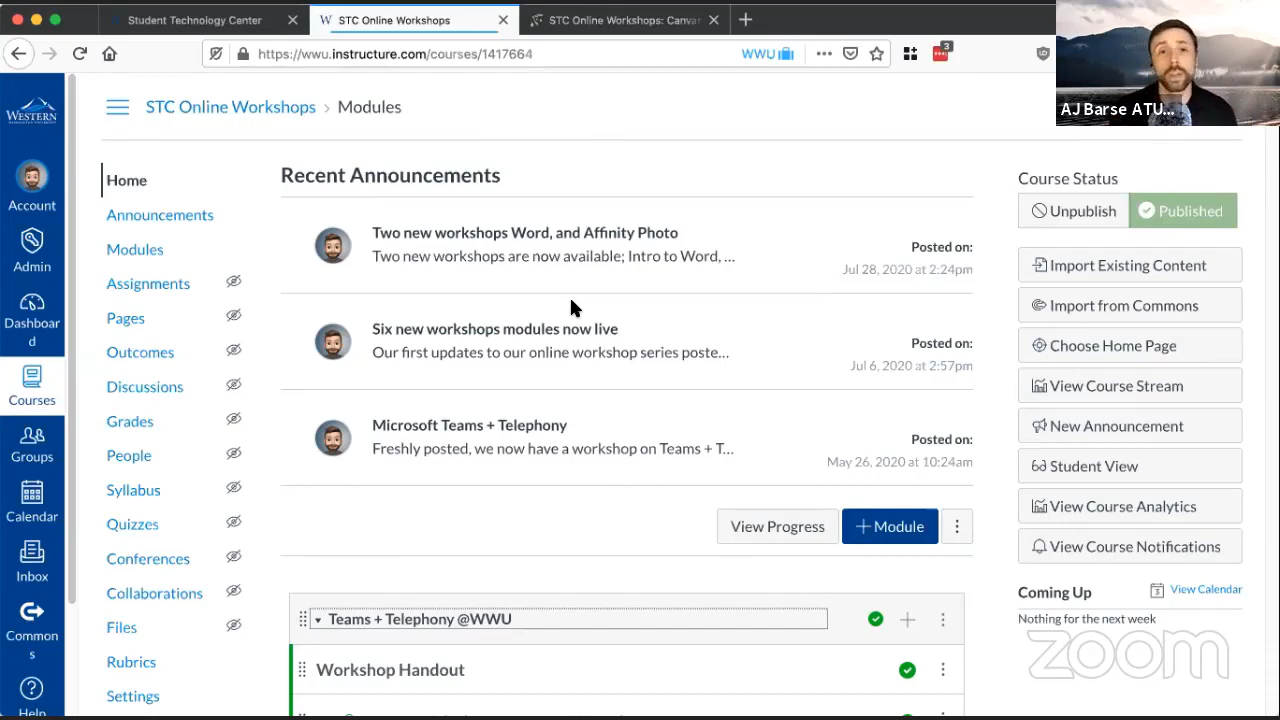 Student Technology Center
STC Online Workshops
STC Online Workshops: Canva
https://wwu.instructure.com/courses/1417664
WWU
3
AJ Barse ATU...
WESTERN
Account
Admin
Dashboar
d
Courses
Groups
Calendar
Inbox
Common
s
Help
STC Online Workshops › Modules
Home
Announcements
Modules
Assignments
Pages
Outcomes
Discussions
Grades
People
Syllabus
Quizzes
Conferences
Collaborations
Files
Rubrics
Settings
Recent Announcements
Two new workshops Word, and Affinity Photo
Two new workshops are now available; Intro to Word, ...
Posted on:
Jul 28, 2020 at 2:24pm
Six new workshops modules now live
Our first updates to our online workshop series poste...
Posted on:
Jul 6, 2020 at 2:57pm
Microsoft Teams + Telephony
Freshly posted, we now have a workshop on Teams + T...
Posted on:
May 26, 2020 at 10:24am
View Progress
+ Module
Teams + Telephony @WWU
Workshop Handout
Course Status
Unpublish
Published
Import Existing Content
Import from Commons
Choose Home Page
View Course Stream
New Announcement
Student View
View Course Analytics
View Course Notifications
Coming Up
View Calendar
Nothing for the next week
zoom